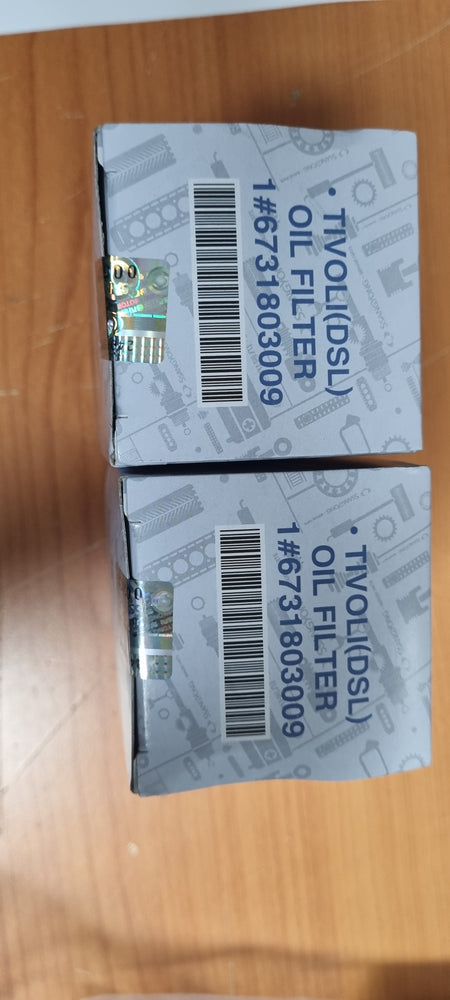 • TIVOLI(DSL)
OIL FILTER
1#6731803009
• TIVOLI(DSL)
OIL FILTER
1#6731803009